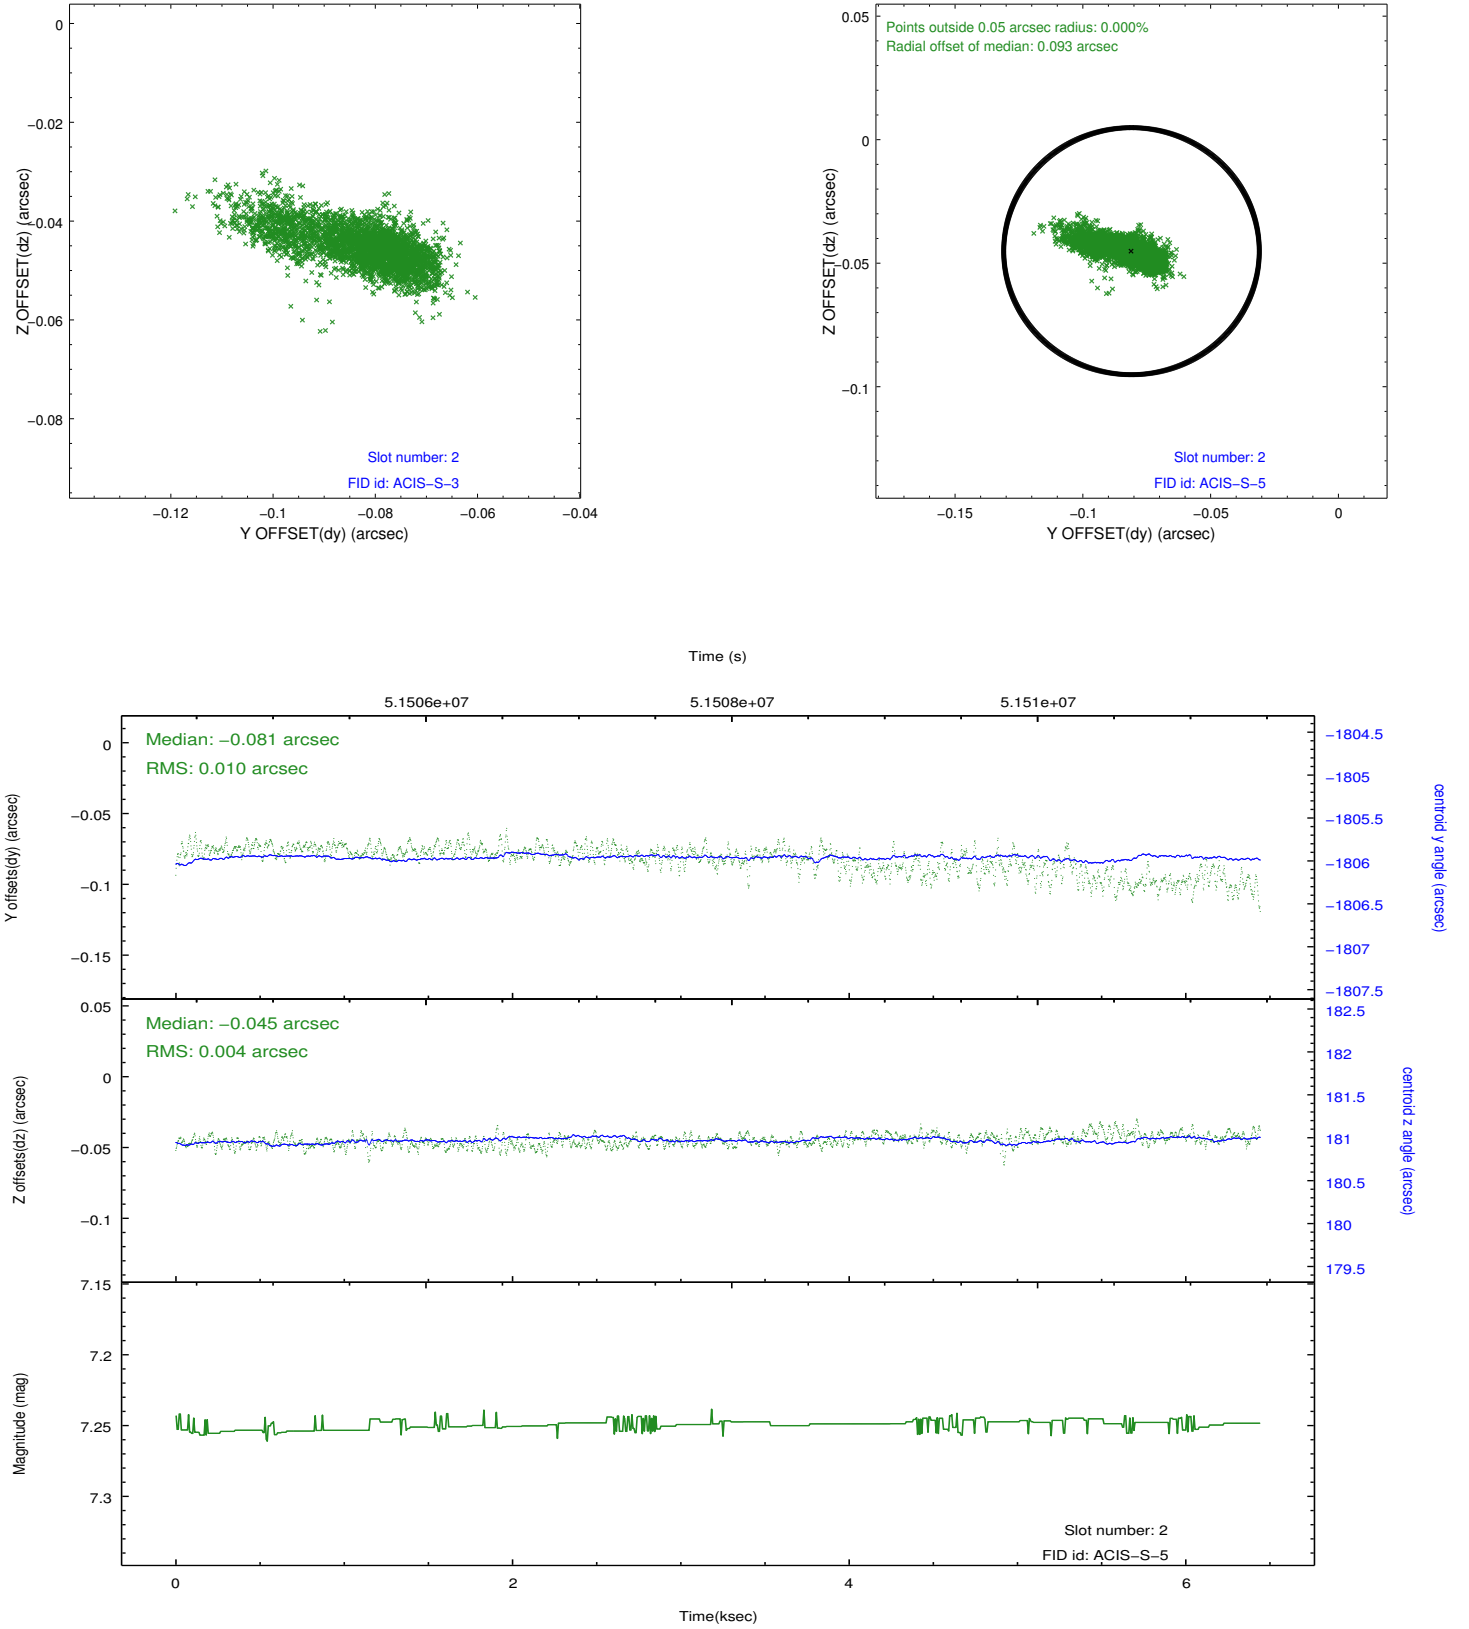 0
−0.02
−0.04
−0.06
−0.08
Z OFFSET(dz) (arcsec)
Slot number: 2
FID id: ACIS−S−3
−0.12
−0.1
−0.08
−0.06
−0.04
Y OFFSET(dy) (arcsec)
0.05
0
−0.05
−0.1
Z OFFSET(dz) (arcsec)
Points outside 0.05 arcsec radius: 0.000%
Radial offset of median: 0.093 arcsec
Slot number: 2
FID id: ACIS−S−5
−0.15
−0.1
−0.05
0
Y OFFSET(dy) (arcsec)
Time (s)
5.1506e+07
5.1508e+07
5.151e+07
Median: −0.081 arcsec
RMS: 0.010 arcsec
0
−0.05
−0.1
−0.15
Y offsets(dy) (arcsec)
−1804.5
−1805
−1805.5
−1806
−1806.5
−1807
−1807.5
centroid y angle (arcsec)
Median: −0.045 arcsec
RMS: 0.004 arcsec
0.05
0
−0.05
−0.1
Z offsets(dz) (arcsec)
182.5
182
181.5
181
180.5
180
179.5
centroid z angle (arcsec)
7.15
7.2
7.25
7.3
Magnitude (mag)
Slot number: 2
FID id: ACIS−S−5
0
2
4
6
Time(ksec)